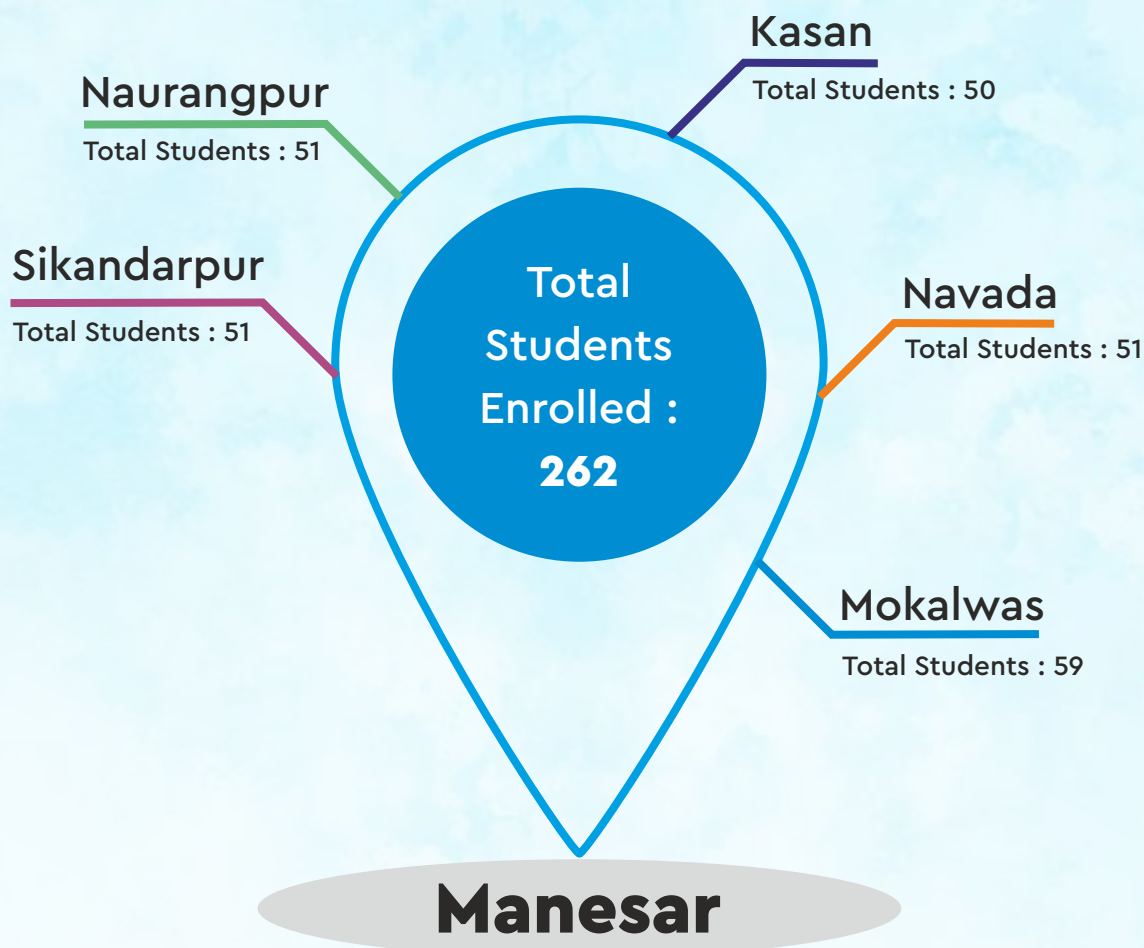 Kasan
Total Students : 50
Naurangpur
Total Students : 51
Sikandarpur
Total Students : 51
Total
Students
Enrolled :
262
Navada
Total Students : 51
Mokalwas
Total Students : 59
Manesar